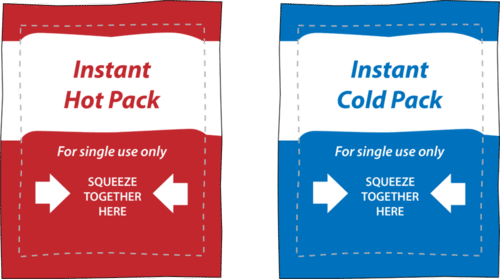 Instant
Hot Pack
For single use only
SQUEEZE
TOGETHER
HERE
Instant
Cold Pack
For single use only
SQUEEZE
TOGETHER
HERE